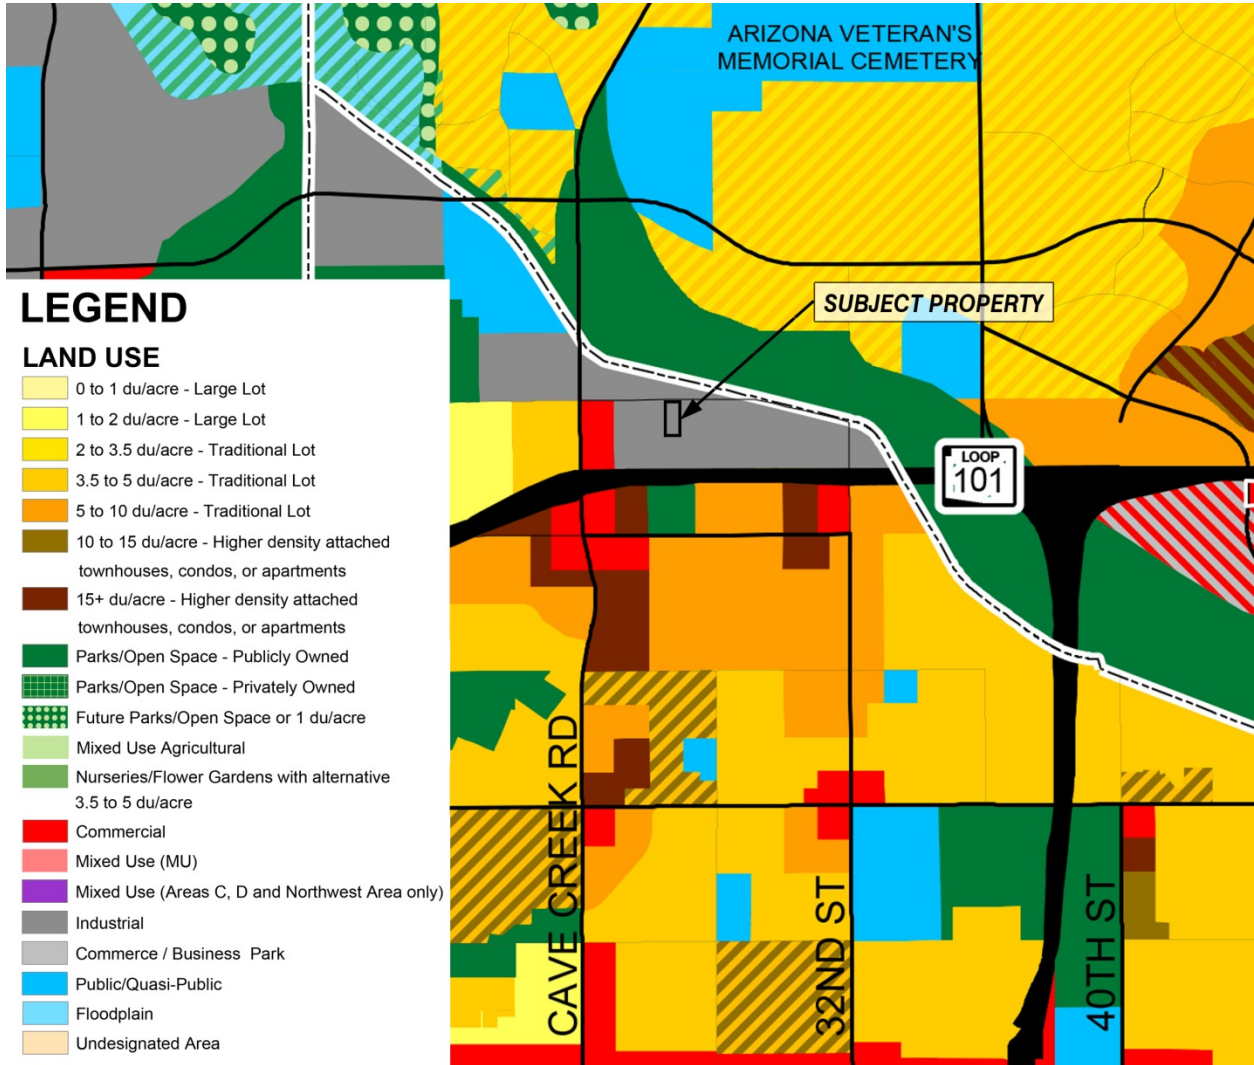 ARIZONA VETERAN'S
MEMORIAL CEMETERY
SUBJECT PROPERTY
LOOP
101
LEGEND
LAND USE
0 to 1 du/acre - Large Lot
1 to 2 du/acre - Large Lot
2 to 3.5 du/acre - Traditional Lot
3.5 to 5 du/acre - Traditional Lot
5 to 10 du/acre - Traditional Lot
10 to 15 du/acre - Higher density attached
townhouses, condos, or apartments
15+ du/acre - Higher density attached
townhouses, condos, or apartments
Parks/Open Space - Publicly Owned
Parks/Open Space - Privately Owned
Future Parks/Open Space or 1 du/acre
Mixed Use Agricultural
Nurseries/Flower Gardens with alternative
3.5 to 5 du/acre
Commercial
Mixed Use (MU)
Mixed Use (Areas C, D and Northwest Area only)
Industrial
Commerce / Business Park
Public/Quasi-Public
Floodplain
Undesignated Area
CAVE CREEK RD
32ND ST
40TH ST